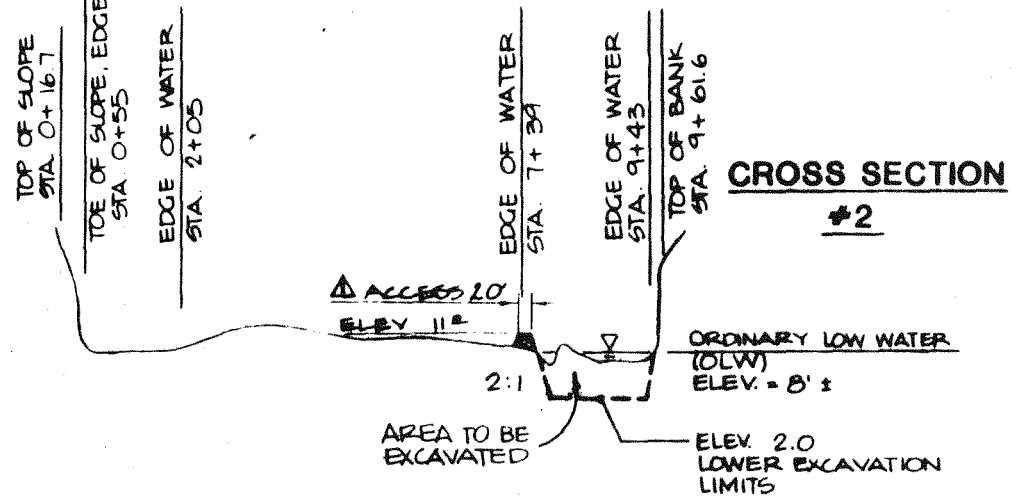 TOP OF SLOPE
STA. 0+16.7
TOE OF SLOPE, EDGE
STA. 0+55
EDGE OF WATER
STA. 2+05
EDGE OF WATER
STA. 7+39
EDGE OF WATER
STA. 9+43
TOP OF BANK
STA. 9+61.6
CROSS SECTION
#2
ACCESS 20'
ELEV 11±
ORDINARY LOW WATER
(OLW)
ELEV. = 8' ±
2:1
AREA TO BE
EXCAVATED
ELEV. 2.0
LOWER EXCAVATION
LIMITS